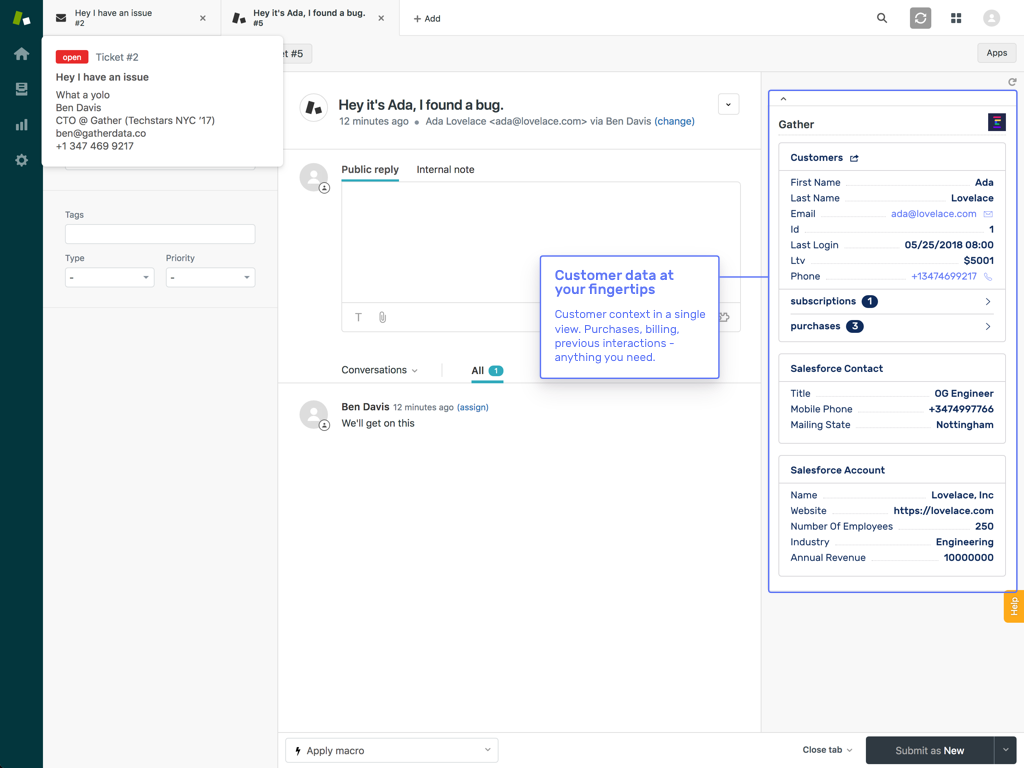 Hey I have an issue
#2
Hey it's Ada, I found a bug.
#5
+ Add
et #5
Apps
open Ticket #2
Hey I have an issue
What a yolo
Ben Davis
CTO @ Gather (Techstars NYC '17)
ben@gatherdata.co
+1 347 469 9217
Tags
Type Priority
- -
Hey it's Ada, I found a bug.
12 minutes ago Ada Lovelace <ada@lovelace.com> via Ben Davis (change)
Public reply Internal note
T
Conversations All 1
Ben Davis 12 minutes ago (assign)
We'll get on this
Customer data at
your fingertips
Customer context in a single
view. Purchases, billing,
previous interactions -
anything you need.
Gather
Customers
First Name Ada
Last Name Lovelace
Email ada@lovelace.com
Id 1
Last Login 05/25/2018 08:00
Ltv $5001
Phone +13474699217
subscriptions 1
purchases 3
Salesforce Contact
Title OG Engineer
Mobile Phone +3474997766
Mailing State Nottingham
Salesforce Account
Name Lovelace, Inc
Website https://lovelace.com
Number Of Employees 250
Industry Engineering
Annual Revenue 10000000
Help
Apply macro
Close tab
Submit as New